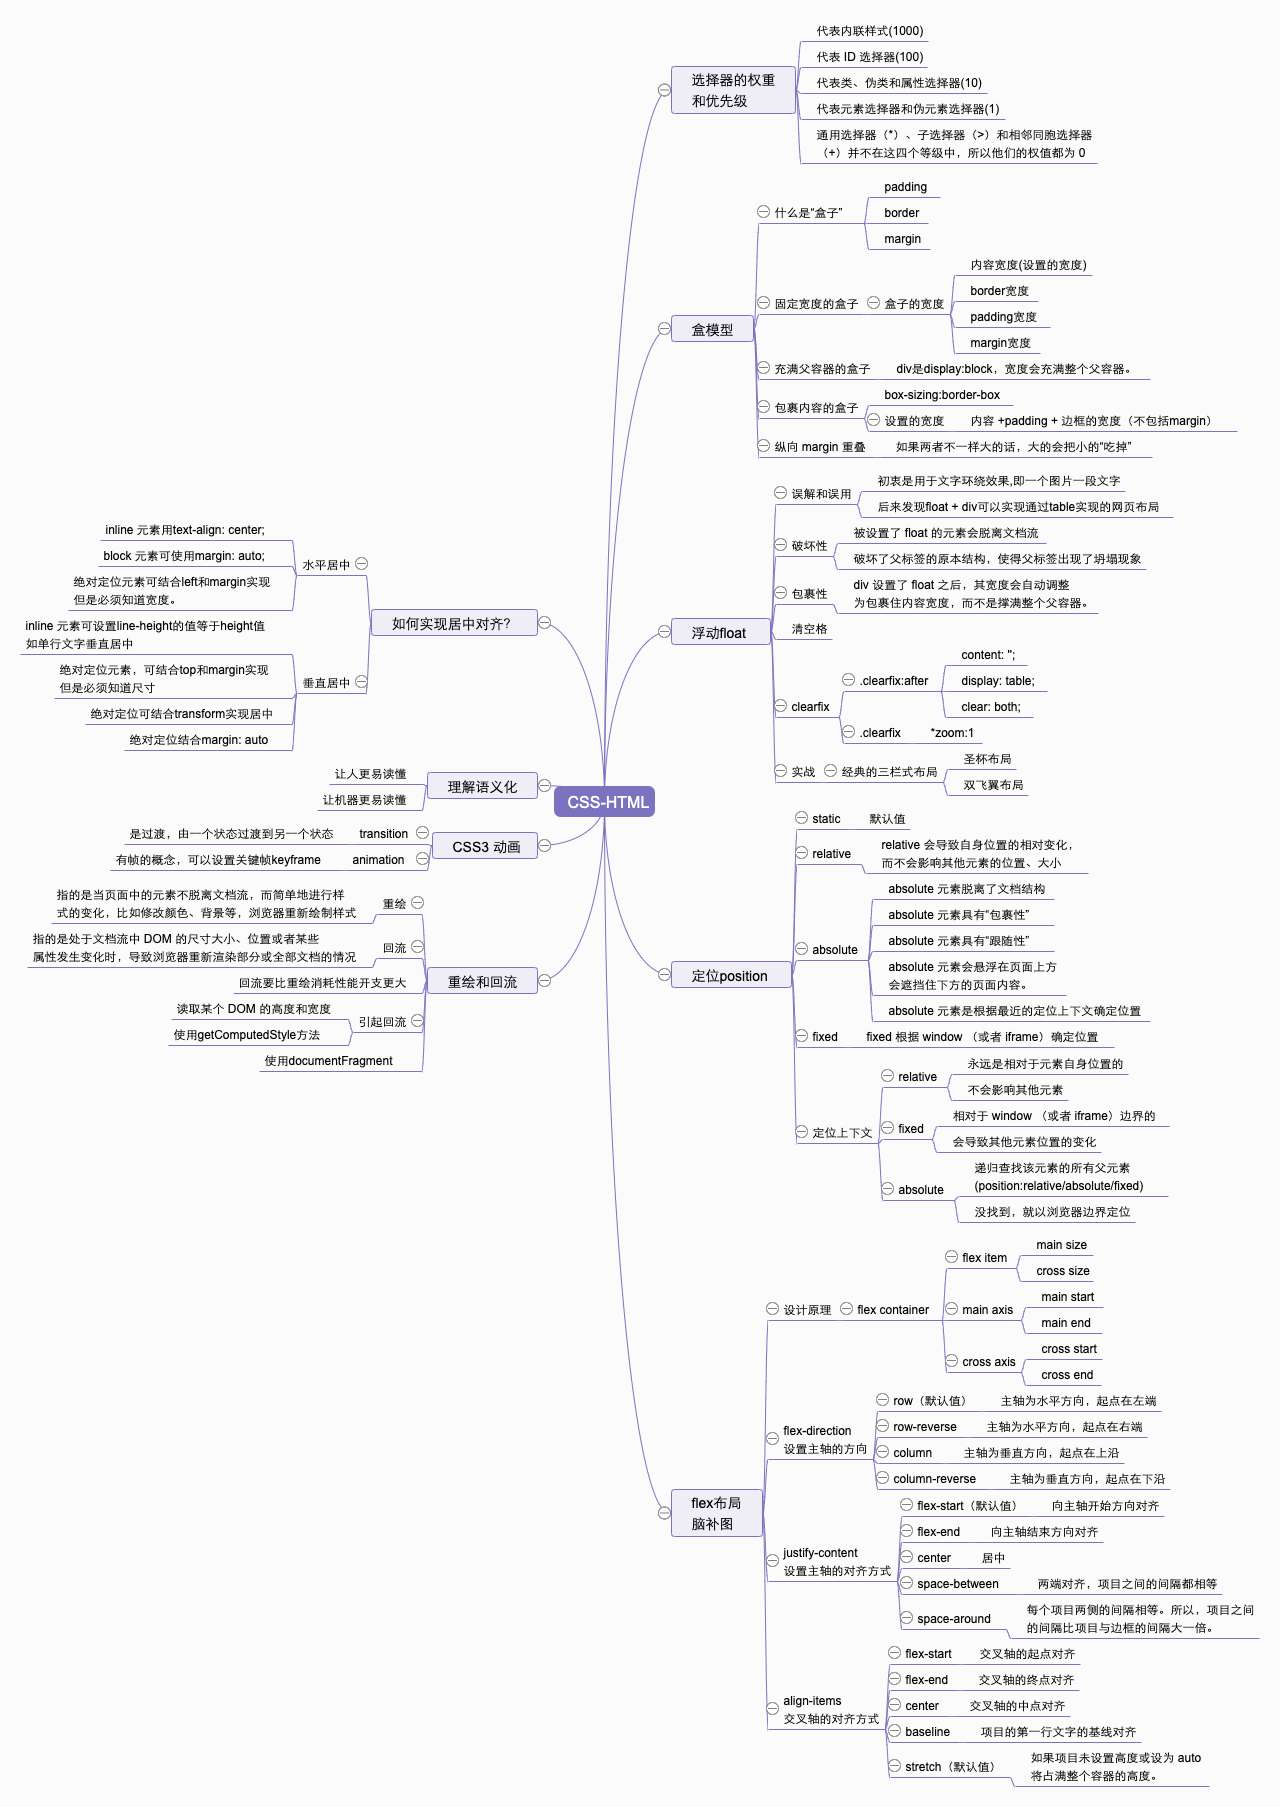 CSS-HTML
选择器的权重
和优先级
代表内联样式(1000)
代表 ID 选择器(100)
代表类、伪类和属性选择器(10)
代表元素选择器和伪元素选择器(1)
通用选择器（*）、子选择器（>）和相邻同胞选择器
（+）并不在这四个等级中，所以他们的权值都为 0
盒模型
什么是“盒子”
padding
border
margin
固定宽度的盒子
盒子的宽度
内容宽度(设置的宽度)
border宽度
padding宽度
margin宽度
充满父容器的盒子
div是display:block，宽度会充满整个父容器。
包裹内容的盒子
box-sizing:border-box
设置的宽度
内容 +padding + 边框的宽度（不包括margin）
纵向 margin 重叠
如果两者不一样大的话，大的会把小的“吃掉”
浮动float
误解和误用
初衷是用于文字环绕效果,即一个图片一段文字
后来发现float + div可以实现通过table实现的网页布局
破坏性
被设置了 float 的元素会脱离文档流
破坏了父标签的原本结构，使得父标签出现了坍塌现象
包裹性
div 设置了 float 之后，其宽度会自动调整
为包裹住内容宽度，而不是撑满整个父容器。
清空格
clearfix
.clearfix:after
content: '';
display: table;
clear: both;
.clearfix
*zoom:1
实战
经典的三栏式布局
圣杯布局
双飞翼布局
定位position
static
默认值
relative
relative 会导致自身位置的相对变化，
而不会影响其他元素的位置、大小
absolute
absolute 元素脱离了文档结构
absolute 元素具有“包裹性”
absolute 元素具有“跟随性”
absolute 元素会悬浮在页面上方
会遮挡住下方的页面内容。
absolute 元素是根据最近的定位上下文确定位置
fixed
fixed 根据 window （或者 iframe）确定位置
定位上下文
relative
永远是相对于元素自身位置的
不会影响其他元素
fixed
相对于 window （或者 iframe）边界的
会导致其他元素位置的变化
absolute
递归查找该元素的所有父元素
(position:relative/absolute/fixed)
没找到，就以浏览器边界定位
flex布局
脑补图
设计原理
flex container
flex item
main size
cross size
main axis
main start
main end
cross axis
cross start
cross end
flex-direction
设置主轴的方向
row（默认值）
主轴为水平方向，起点在左端
row-reverse
主轴为水平方向，起点在右端
column
主轴为垂直方向，起点在上沿
column-reverse
主轴为垂直方向，起点在下沿
justify-content
设置主轴的对齐方式
flex-start（默认值）
向主轴开始方向对齐
flex-end
向主轴结束方向对齐
center
居中
space-between
两端对齐，项目之间的间隔都相等
space-around
每个项目两侧的间隔相等。所以，项目之间
的间隔比项目与边框的间隔大一倍。
align-items
交叉轴的对齐方式
flex-start
交叉轴的起点对齐
flex-end
交叉轴的终点对齐
center
交叉轴的中点对齐
baseline
项目的第一行文字的基线对齐
stretch（默认值）
如果项目未设置高度或设为 auto
将占满整个容器的高度。
如何实现居中对齐？
水平居中
inline 元素用text-align: center;
block 元素可使用margin: auto;
绝对定位元素可结合left和margin实现
但是必须知道宽度。
垂直居中
inline 元素可设置line-height的值等于height值
如单行文字垂直居中
绝对定位元素，可结合top和margin实现
但是必须知道尺寸
绝对定位可结合transform实现居中
绝对定位结合margin: auto
理解语义化
让人更易读懂
让机器更易读懂
CSS3 动画
transition
是过渡，由一个状态过渡到另一个状态
animation
有帧的概念，可以设置关键帧keyframe
重绘和回流
重绘
指的是当页面中的元素不脱离文档流，而简单地进行样
式的变化，比如修改颜色、背景等，浏览器重新绘制样式
回流
指的是处于文档流中 DOM 的尺寸大小、位置或者某些
属性发生变化时，导致浏览器重新渲染部分或全部文档的情况
回流要比重绘消耗性能开支更大
引起回流
读取某个 DOM 的高度和宽度
使用getComputedStyle方法
使用documentFragment